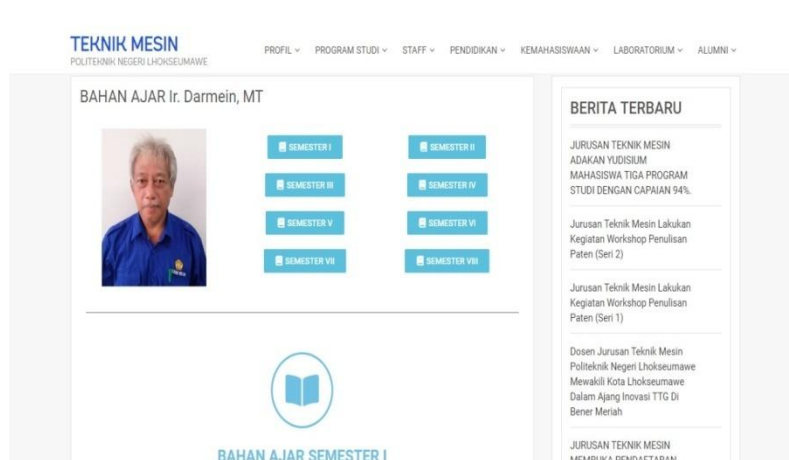 TEKNIK MESIN
POLITEKNIK NEGERI LHOKSEUMAWE
PROFIL
PROGRAM STUDI
STAFF
PENDIDIKAN
KEMAHASISWAAN
LABORATORIUM
ALUMNI
BAHAN AJAR Ir. Darmein, MT
SEMESTER I
SEMESTER II
SEMESTER III
SEMESTER IV
SEMESTER V
SEMESTER VI
SEMESTER VII
SEMESTER VIII
BAHAN AJAR SEMESTER I
BERITA TERBARU
JURUSAN TEKNIK MESIN
ADAKAN YUDISIUM
MAHASISWA TIGA PROGRAM
STUDI DENGAN CAPAIAN 94%.
Jurusan Teknik Mesin Lakukan
Kegiatan Workshop Penulisan
Paten (Seri 2)
Jurusan Teknik Mesin Lakukan
Kegiatan Workshop Penulisan
Paten (Seri 1)
Dosen Jurusan Teknik Mesin
Politeknik Negeri Lhokseumawe
Mewakili Kota Lhokseumawe
Dalam Ajang Inovasi TTG Di
Bener Meriah
JURUSAN TEKNIK MESIN
MEMBUKA PENDAFTARAN